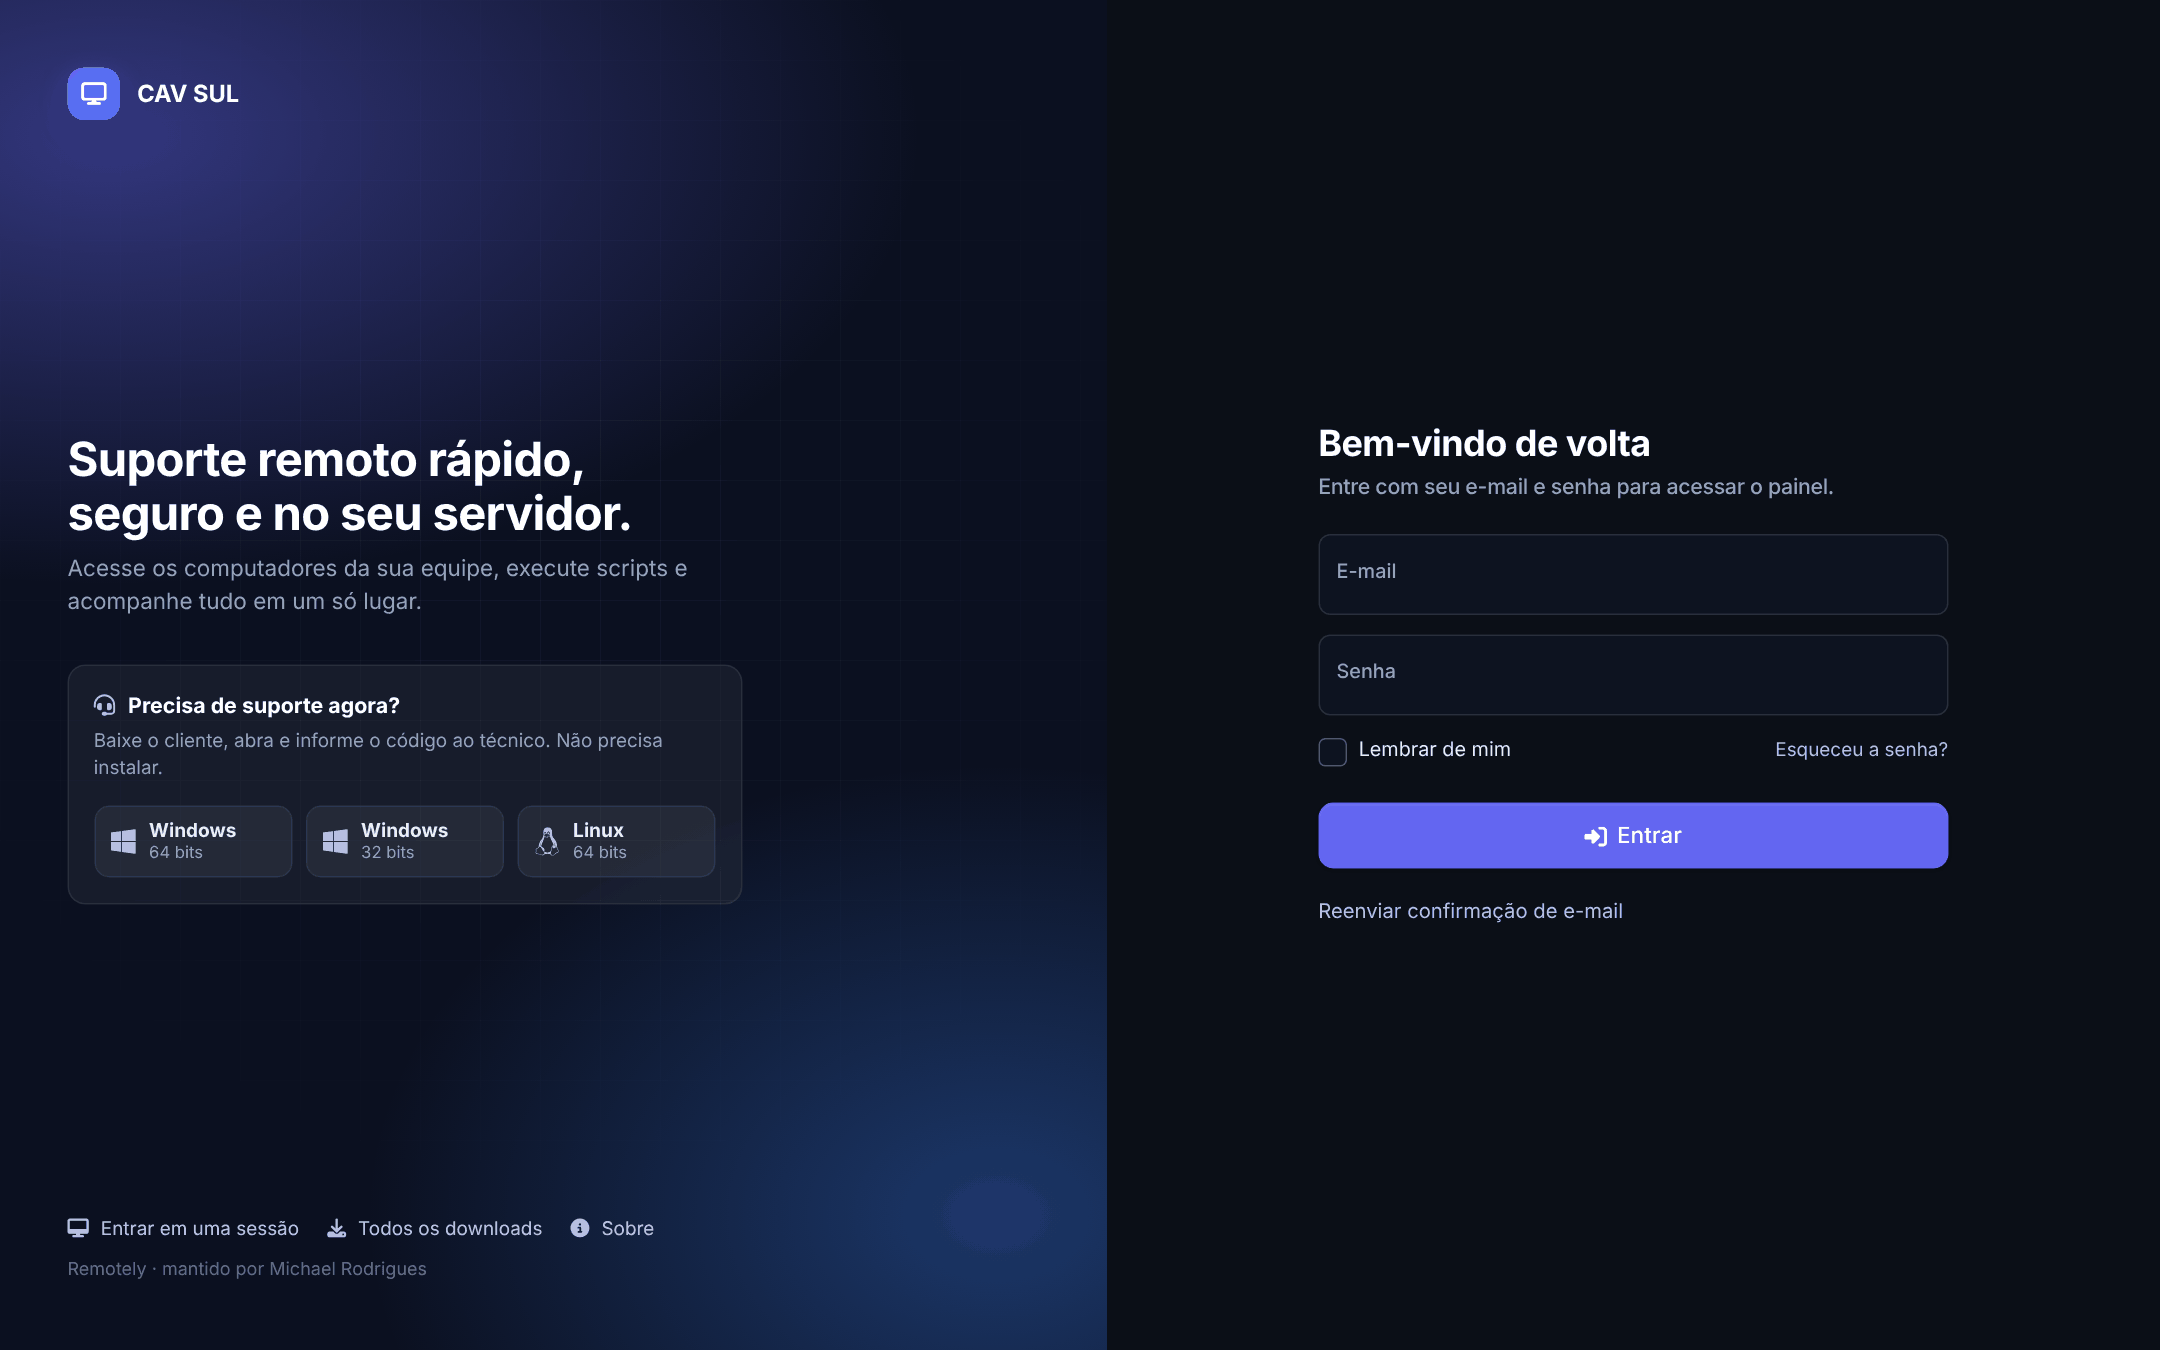 CAV SUL
Suporte remoto rápido,
seguro e no seu servidor.
Acesse os computadores da sua equipe, execute scripts e
acompanhe tudo em um só lugar.
Precisa de suporte agora?
Baixe o cliente, abra e informe o código ao técnico. Não precisa
instalar.
Windows
64 bits
Windows
32 bits
Linux
64 bits
Entrar em uma sessão
Todos os downloads
Sobre
Remotely · mantido por Michael Rodrigues
Bem-vindo de volta
Entre com seu e-mail e senha para acessar o painel.
E-mail
Senha
Lembrar de mim
Esqueceu a senha?
Entrar
Reenviar confirmação de e-mail